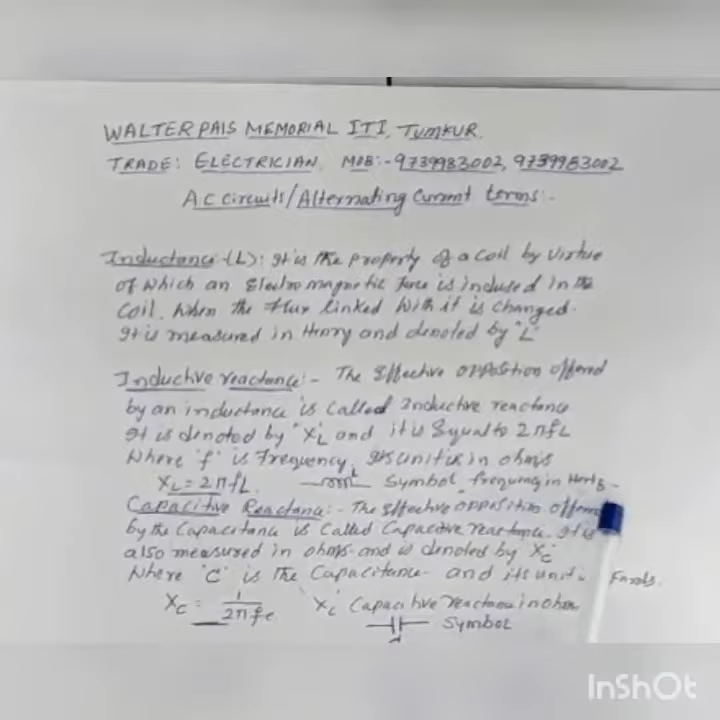 WALTER PAIS MEMORIAL ITI, TUMKUR.
TRADE: ELECTRICIAN. MOB:- 9739983002, 9739983002
AC circuits/Alternating Current terms:-
Inductance (L): It is the property of a coil by virtue
of which an Electromagnetic force is induced in the
coil. When the flux linked with it is changed.
It is measured in Henry and denoted by "L"
Inductive reactance:- The Effective opposition offered
by an inductance is called Inductive reactance
It is denoted by "XL and it is Equal to 2πfL
Where 'f' is Frequency, its unit is in ohms
XL = 2πfL. L Symbol frequency in Hertz -
Capacitive Reactance:- The Effective opposition offered
by the Capacitance is called Capacitive reactance. It is
also measured in ohms and is denoted by Xc
Where 'C' is the Capacitance and its unit is Farads.
Xc = 1/2πfc Xc Capacitive reactance in ohm
Symbol
InShOt